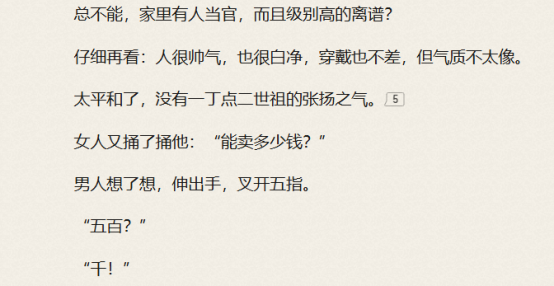 总不能，家里有人当官，而且级别高的离谱？
仔细再看：人很帅气，也很白净，穿戴也不差，但气质不太像。
太平和了，没有一丁点二世祖的张扬之气。5
女人又捅了捅他：“能卖多少钱？”
男人想了想，伸出手，叉开五指。
“五百？”
“千！”